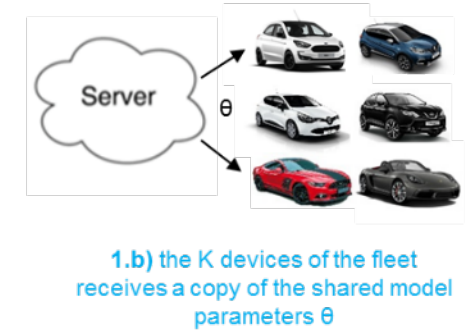 Server
θ
1.b) the K devices of the fleet
receives a copy of the shared model
parameters θ